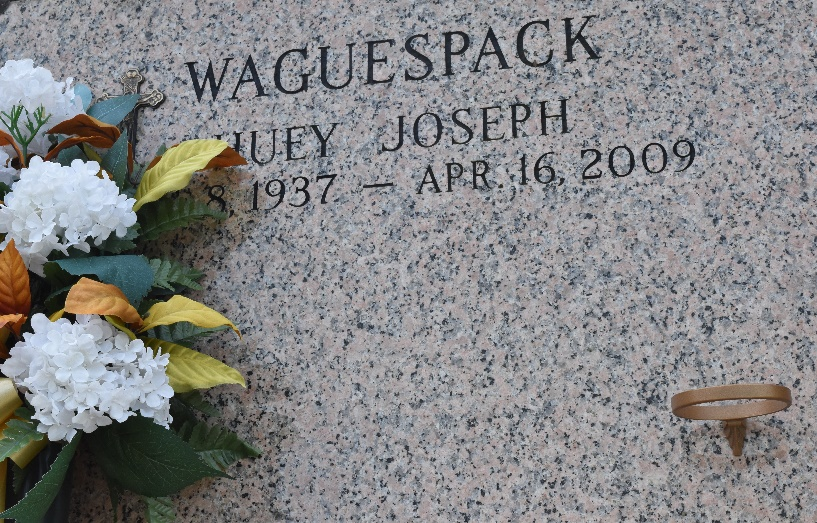 WAGUESPACK
HUEY JOSEPH
8, 1937 — APR. 16, 2009